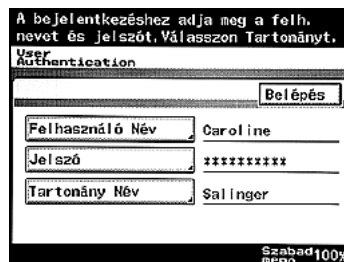 A bejelentkezéshez adja meg a felh.
nevet és jelszót.Válasszon Tartományt.
User
Authentication
Belépés
Felhasználó Név Caroline
Jelszó **********
Tartomány Név Salinger
Szabad 100%
memó